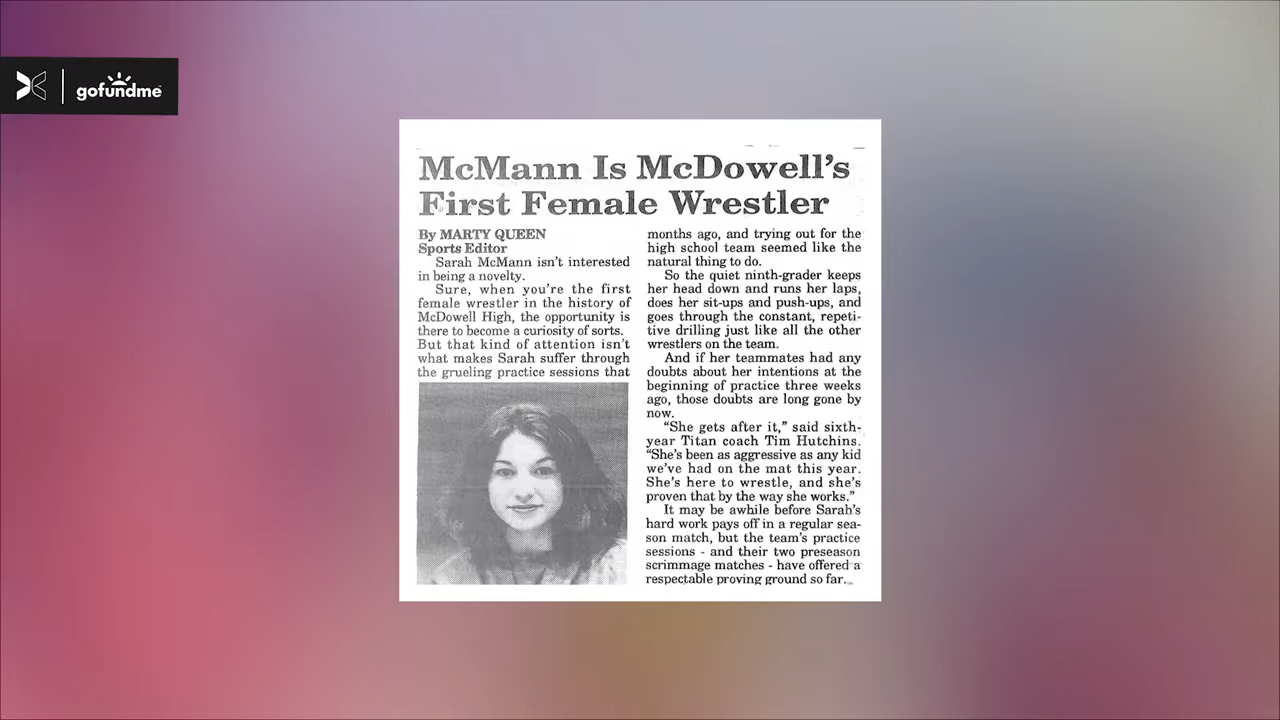 gofundme
McMann Is McDowell's
First Female Wrestler
By MARTY QUEEN
Sports Editor
Sarah McMann isn't interested
in being a novelty.
Sure, when you're the first
female wrestler in the history of
McDowell High, the opportunity is
there to become a curiosity of sorts.
But that kind of attention isn't
what makes Sarah suffer through
the grueling practice sessions that
months ago, and trying out for the
high school team seemed like the
natural thing to do.
So the quiet ninth-grader keeps
her head down and runs her laps,
does her sit-ups and push-ups, and
goes through the constant, repeti-
tive drilling just like all the other
wrestlers on the team.
And if her teammates had any
doubts about her intentions at the
beginning of practice three weeks
ago, those doubts are long gone by
now.
"She gets after it," said sixth-
year Titan coach Tim Hutchins.
"She's been as aggressive as any kid
we've had on the mat this year.
She's here to wrestle, and she's
proven that by the way she works."
It may be awhile before Sarah's
hard work pays off in a regular sea-
son match, but the team's practice
sessions - and their two preseason
scrimmage matches - have offered a
respectable proving ground so far.